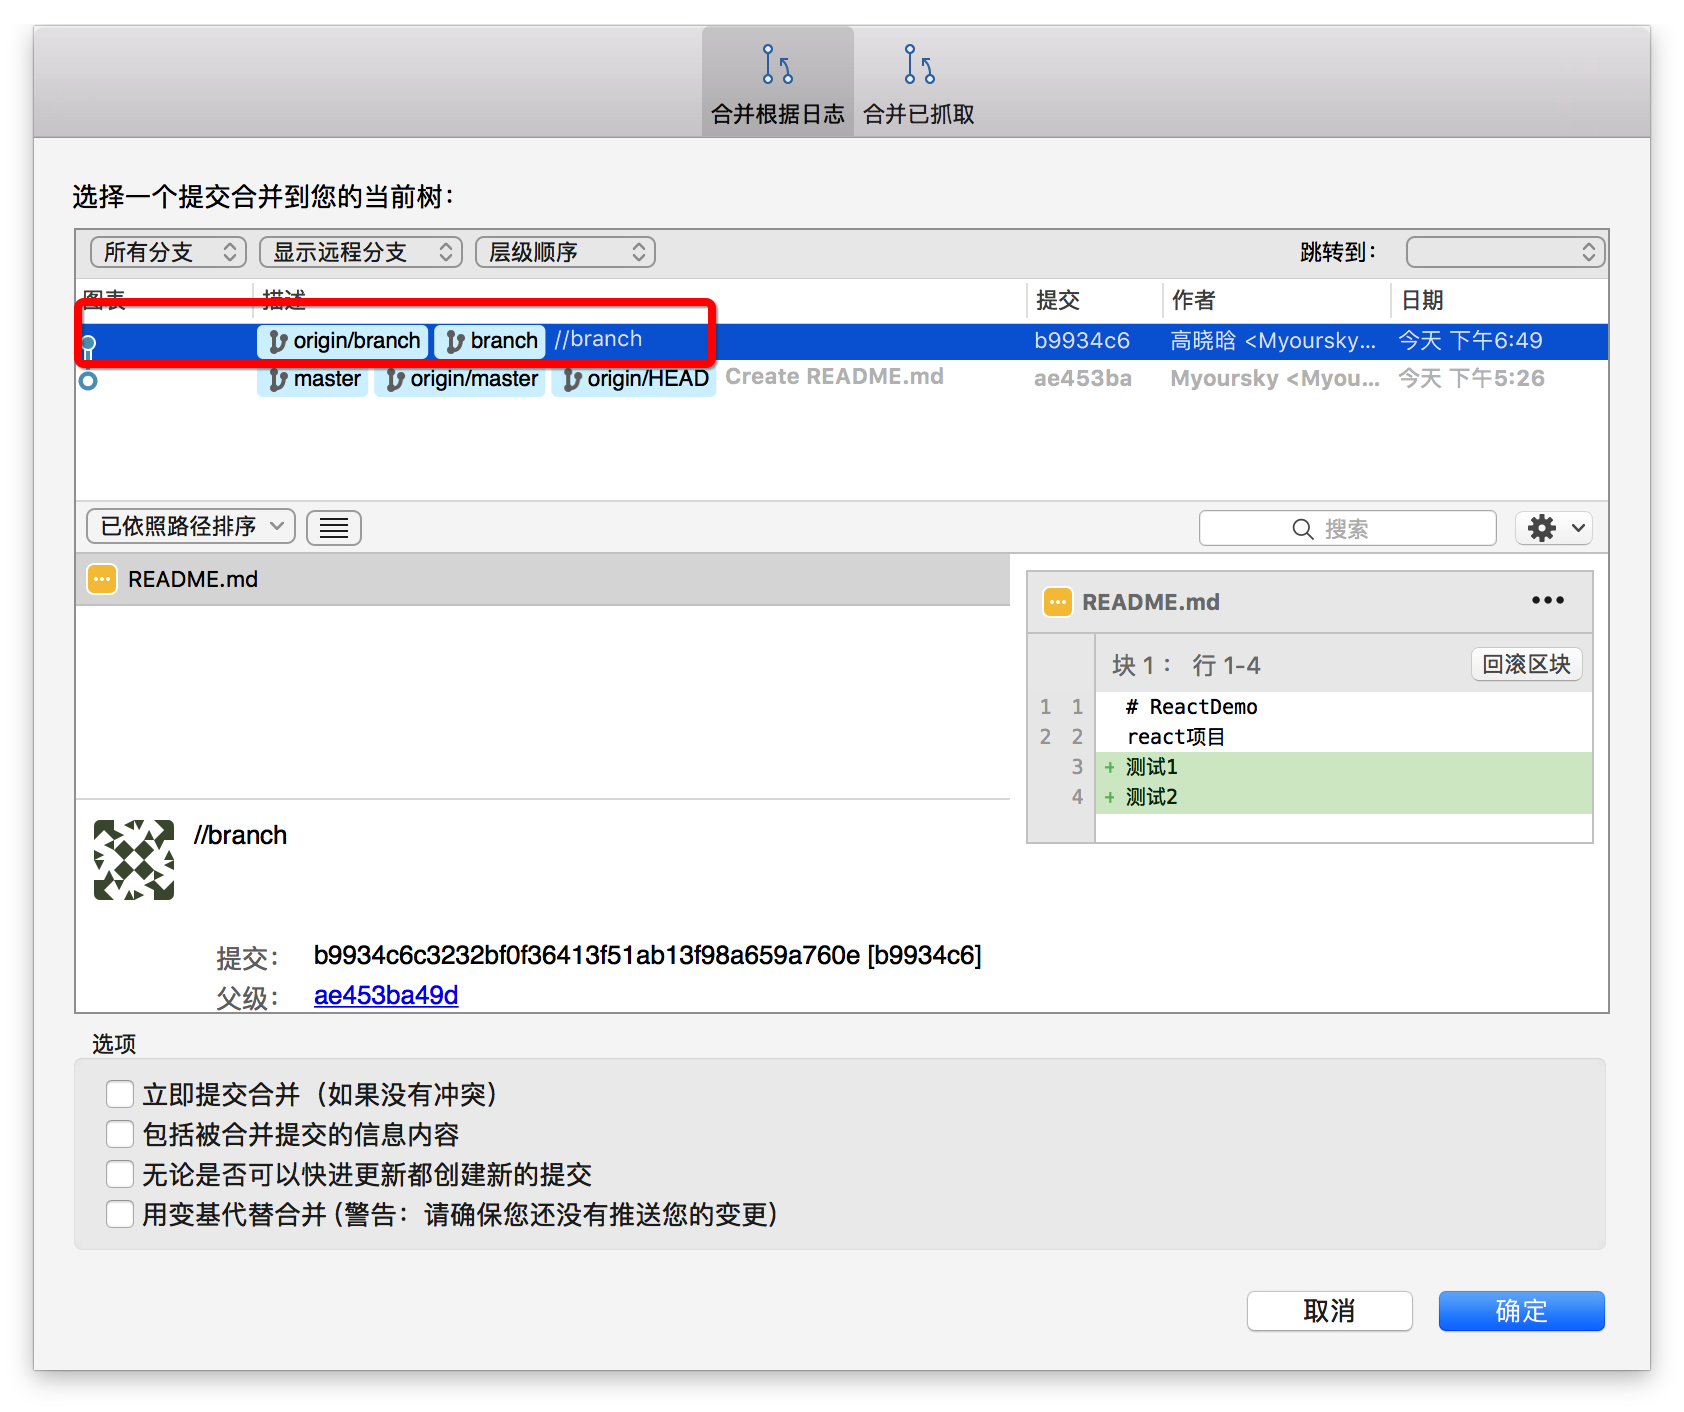 合并根据日志 合并已抓取
选择一个提交合并到您的当前树：
所有分支 显示远程分支 层级顺序 跳转到：
图表 描述 提交 作者 日期
origin/branch branch //branch b9934c6 高晓晗 <Myoursky... 今天 下午6:49
master origin/master origin/HEAD Create README.md ae453ba Myoursky <Myou... 今天 下午5:26
已依照路径排序 搜索
README.md
README.md
块 1： 行 1-4 回滚区块
1 1 # ReactDemo
2 2 react项目
3 + 测试1
4 + 测试2
//branch
提交： b9934c6c3232bf0f36413f51ab13f98a659a760e [b9934c6]
父级： ae453ba49d
选项
立即提交合并（如果没有冲突）
包括被合并提交的信息内容
无论是否可以快进更新都创建新的提交
用变基代替合并(警告：请确保您还没有推送您的变更)
取消 确定